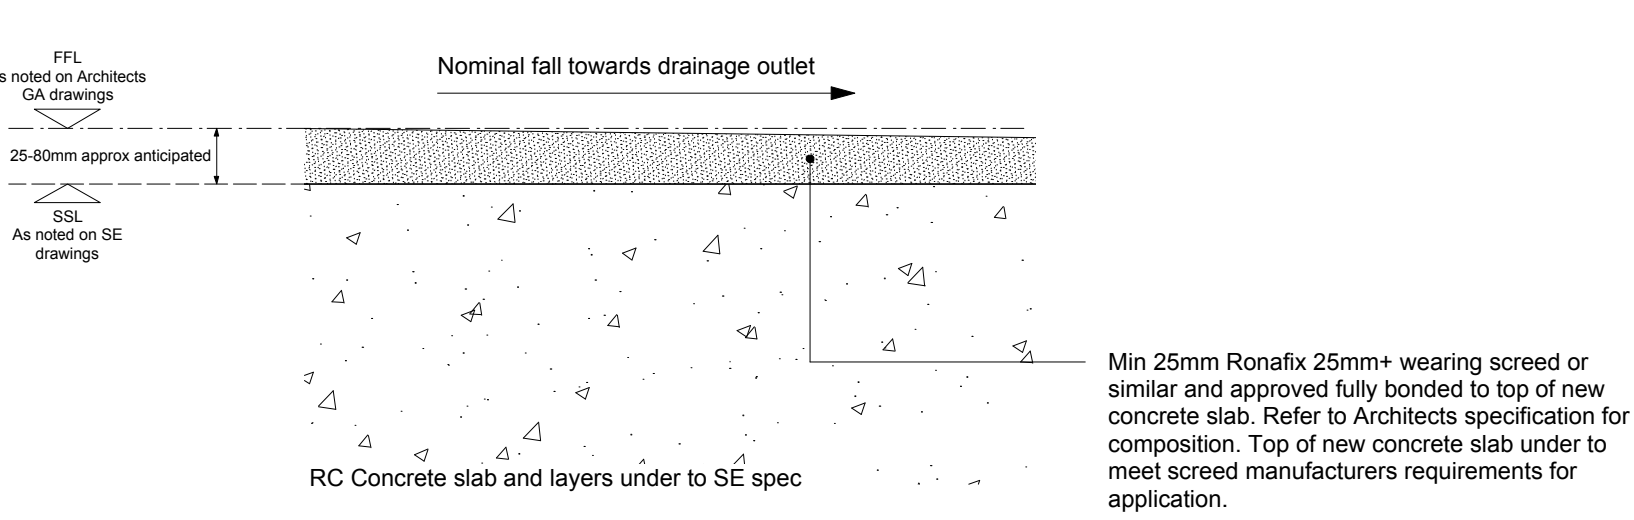 FFL
s noted on Architects
GA drawings
Nominal fall towards drainage outlet
25-80mm approx anticipated
SSL
As noted on SE
drawings
Min 25mm Ronafix 25mm+ wearing screed or
similar and approved fully bonded to top of new
concrete slab. Refer to Architects specification for
composition. Top of new concrete slab under to
meet screed manufacturers requirements for
application.
RC Concrete slab and layers under to SE spec